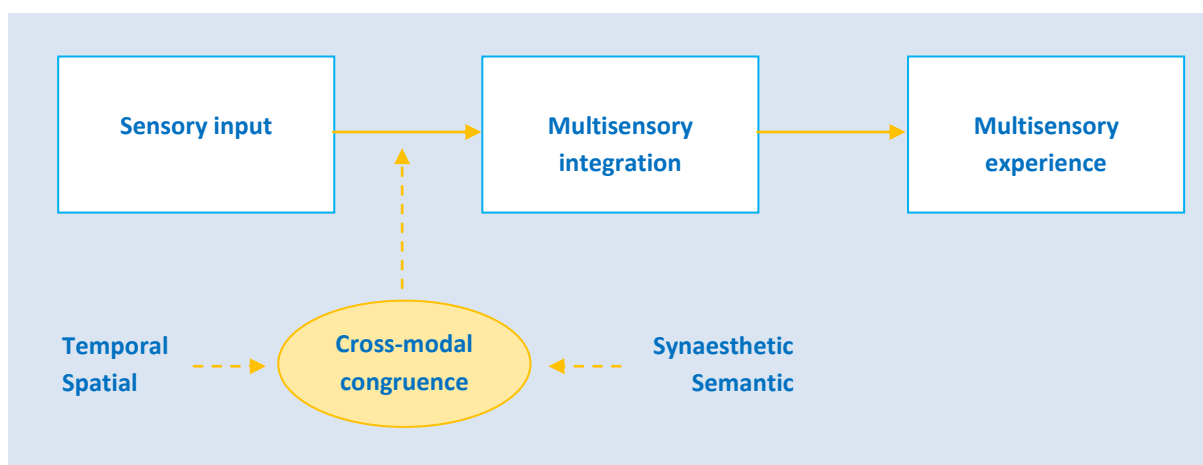 Sensory input
Multisensory
integration
Multisensory
experience
Temporal
Spatial
Cross-modal
congruence
Synaesthetic
Semantic